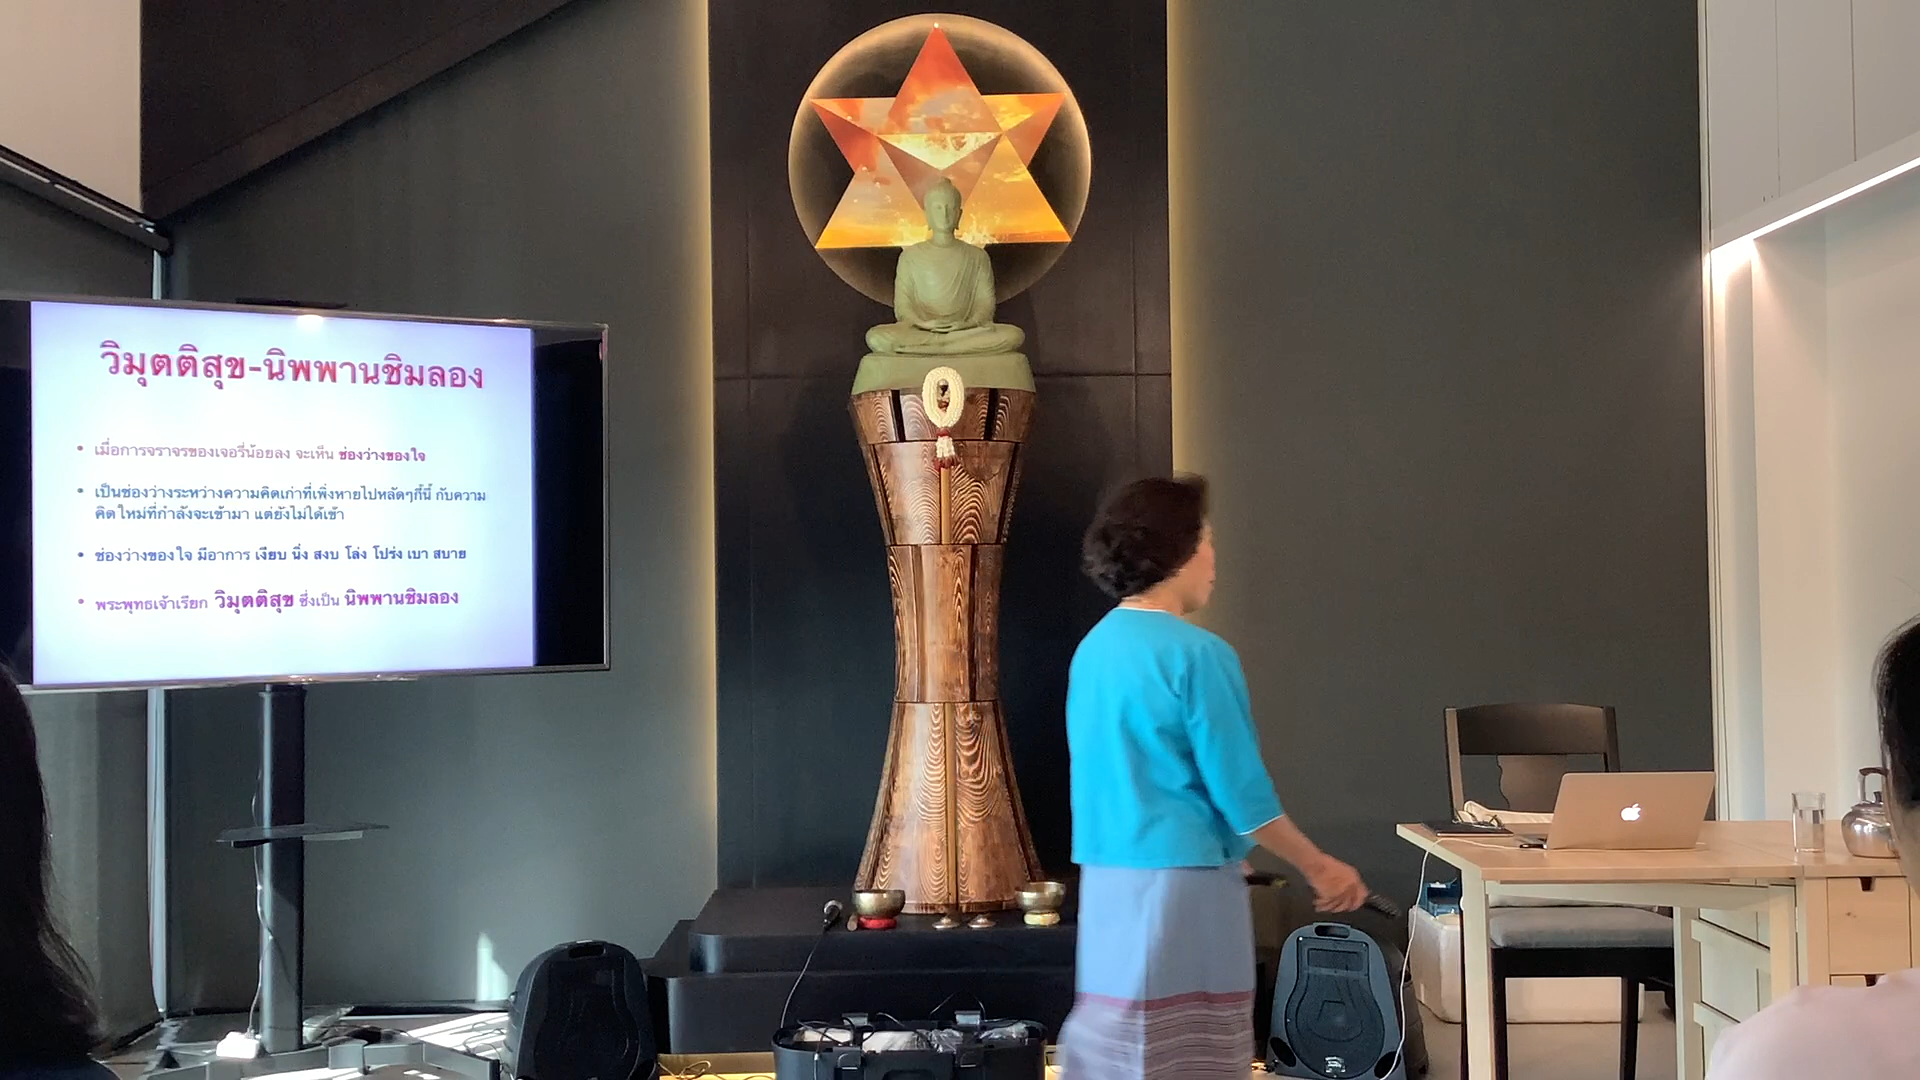 วิมุตติสุข-นิพพานชิมลอง
• เมื่อการจราจรของเจอรี่น้อยลง จะเห็น ช่องว่างของใจ
• เป็นช่องว่างระหว่างความคิดเก่าที่เพิ่งหายไปหลัดๆกี้นี้ กับความ
คิดใหม่ที่กำลังจะเข้ามา แต่ยังไม่ได้เข้า
• ช่องว่างของใจ มีอาการ เงียบ นิ่ง สงบ โล่ง โปร่ง เบา สบาย
• พระพุทธเจ้าเรียก วิมุตติสุข ซึ่งเป็น นิพพานชิมลอง